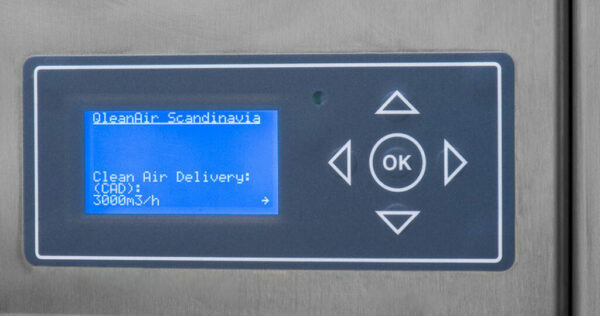 QleanAir Scandinavia
Clean Air Delivery:
(CAD):
3000m3/h →
OK